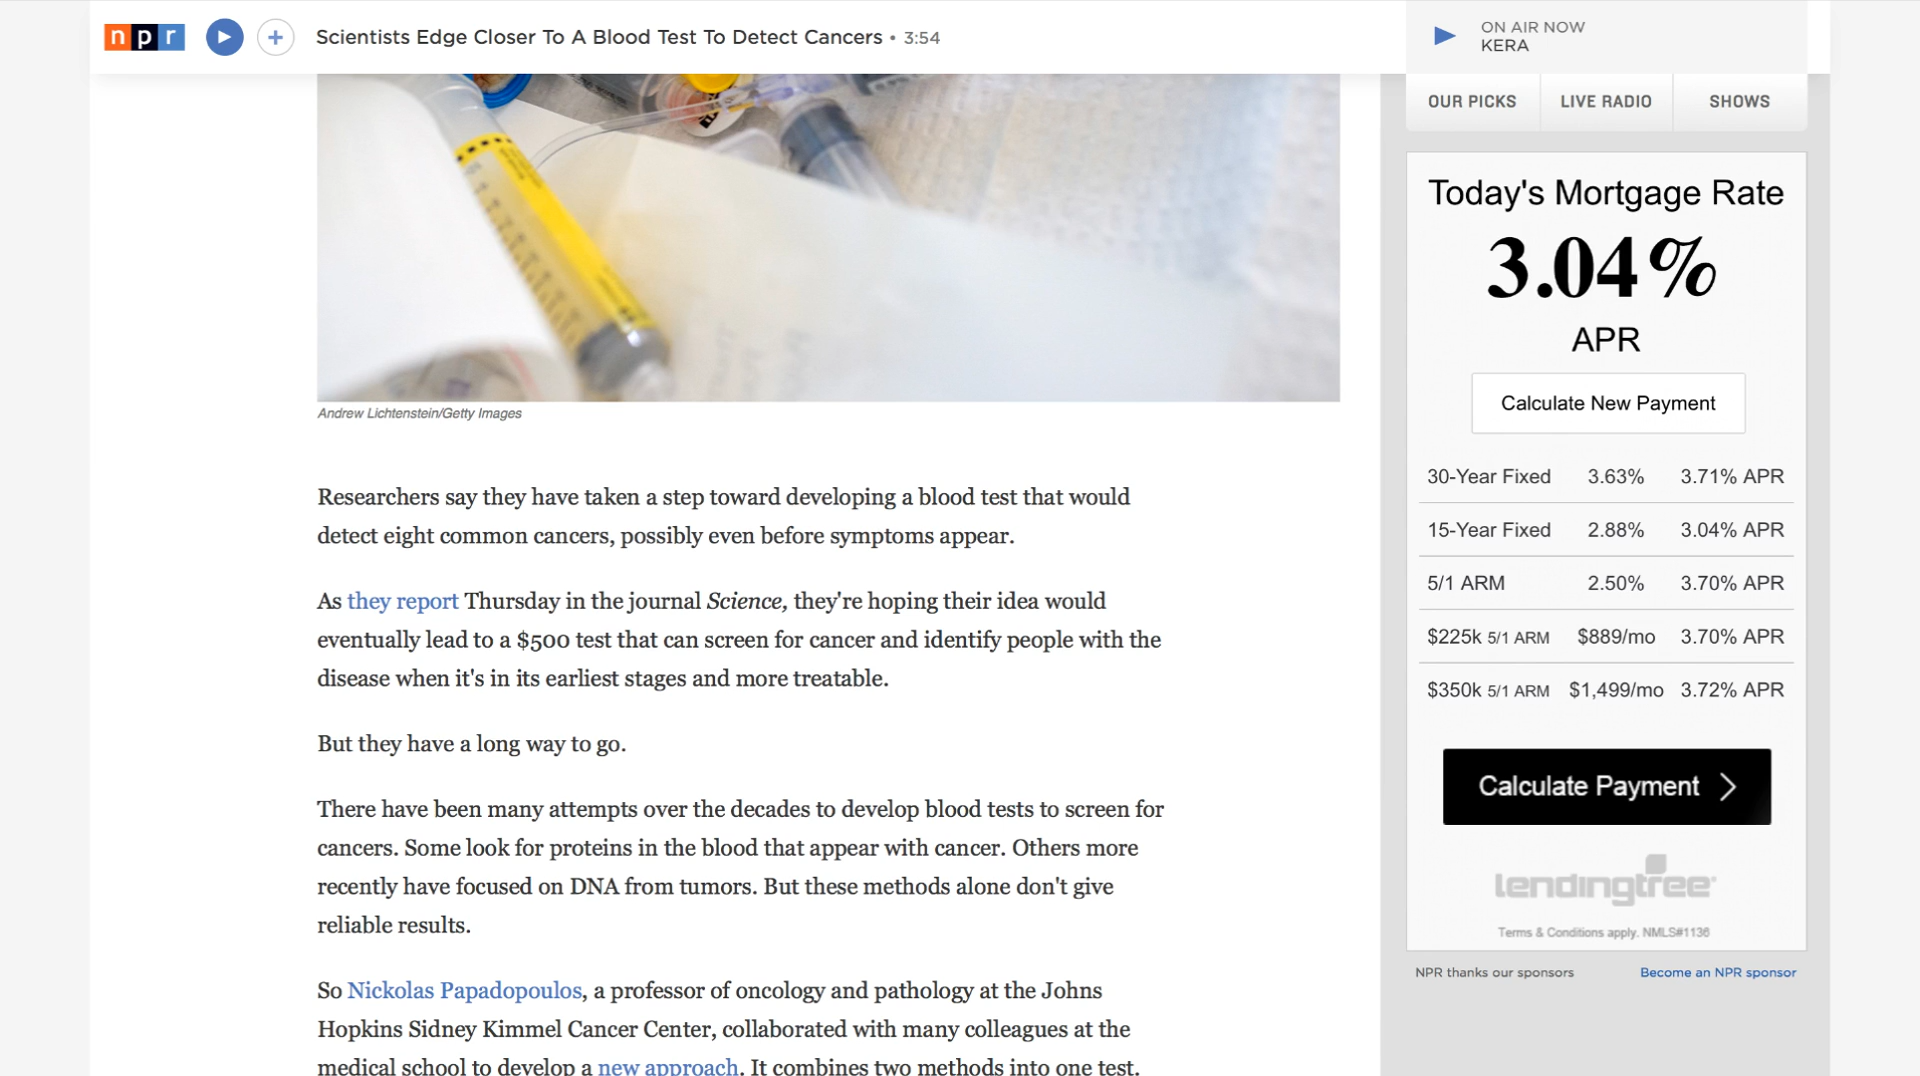 npr
Scientists Edge Closer To A Blood Test To Detect Cancers • 3:54
ON AIR NOW
KERA
OUR PICKS
LIVE RADIO
SHOWS
Andrew Lichtenstein/Getty Images
Researchers say they have taken a step toward developing a blood test that would
detect eight common cancers, possibly even before symptoms appear.
As they report Thursday in the journal Science, they're hoping their idea would
eventually lead to a $500 test that can screen for cancer and identify people with the
disease when it's in its earliest stages and more treatable.
But they have a long way to go.
There have been many attempts over the decades to develop blood tests to screen for
cancers. Some look for proteins in the blood that appear with cancer. Others more
recently have focused on DNA from tumors. But these methods alone don't give
reliable results.
So Nickolas Papadopoulos, a professor of oncology and pathology at the Johns
Hopkins Sidney Kimmel Cancer Center, collaborated with many colleagues at the
medical school to develop a new approach. It combines two methods into one test.
Today's Mortgage Rate
3.04%
APR
Calculate New Payment
30-Year Fixed 3.63% 3.71% APR
15-Year Fixed 2.88% 3.04% APR
5/1 ARM 2.50% 3.70% APR
$225k 5/1 ARM $889/mo 3.70% APR
$350k 5/1 ARM $1,499/mo 3.72% APR
Calculate Payment
lendingtree
Terms & Conditions apply. NMLS#1136
NPR thanks our sponsors
Become an NPR sponsor